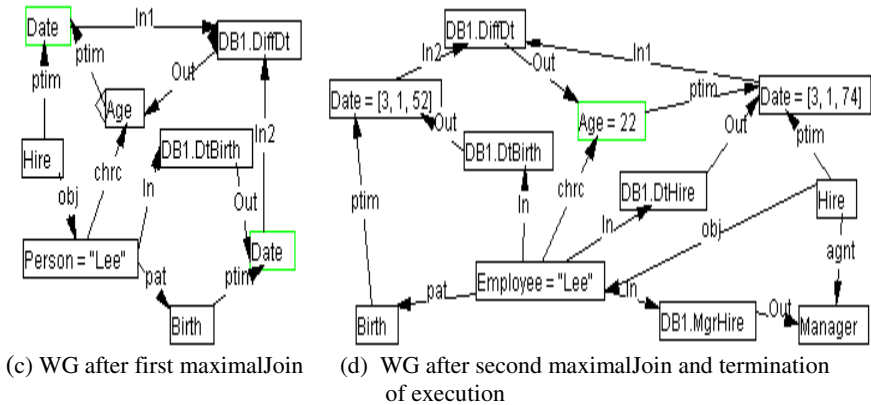 Date
In1
DB1.DiffDt
ptim
ptim
Out
Age
In2
Hire
chrc
DB1.DtBirth
obj
In
Out
Person = "Lee"
Date
pat
ptim
Birth
(c) WG after first maximalJoin
DB1.DiffDt
In2
Out
In1
Date = [3, 1, 52]
ptim
Date = [3, 1, 74]
Age = 22
Out
Out
ptim
DB1.DtBirth
chrc
DB1.DtHire
ptim
In
Hire
In
obj
agnt
Employee = "Lee"
pat
In
Out
Birth
DB1.MgrHire
Manager
(d) WG after second maximalJoin and termination
of execution